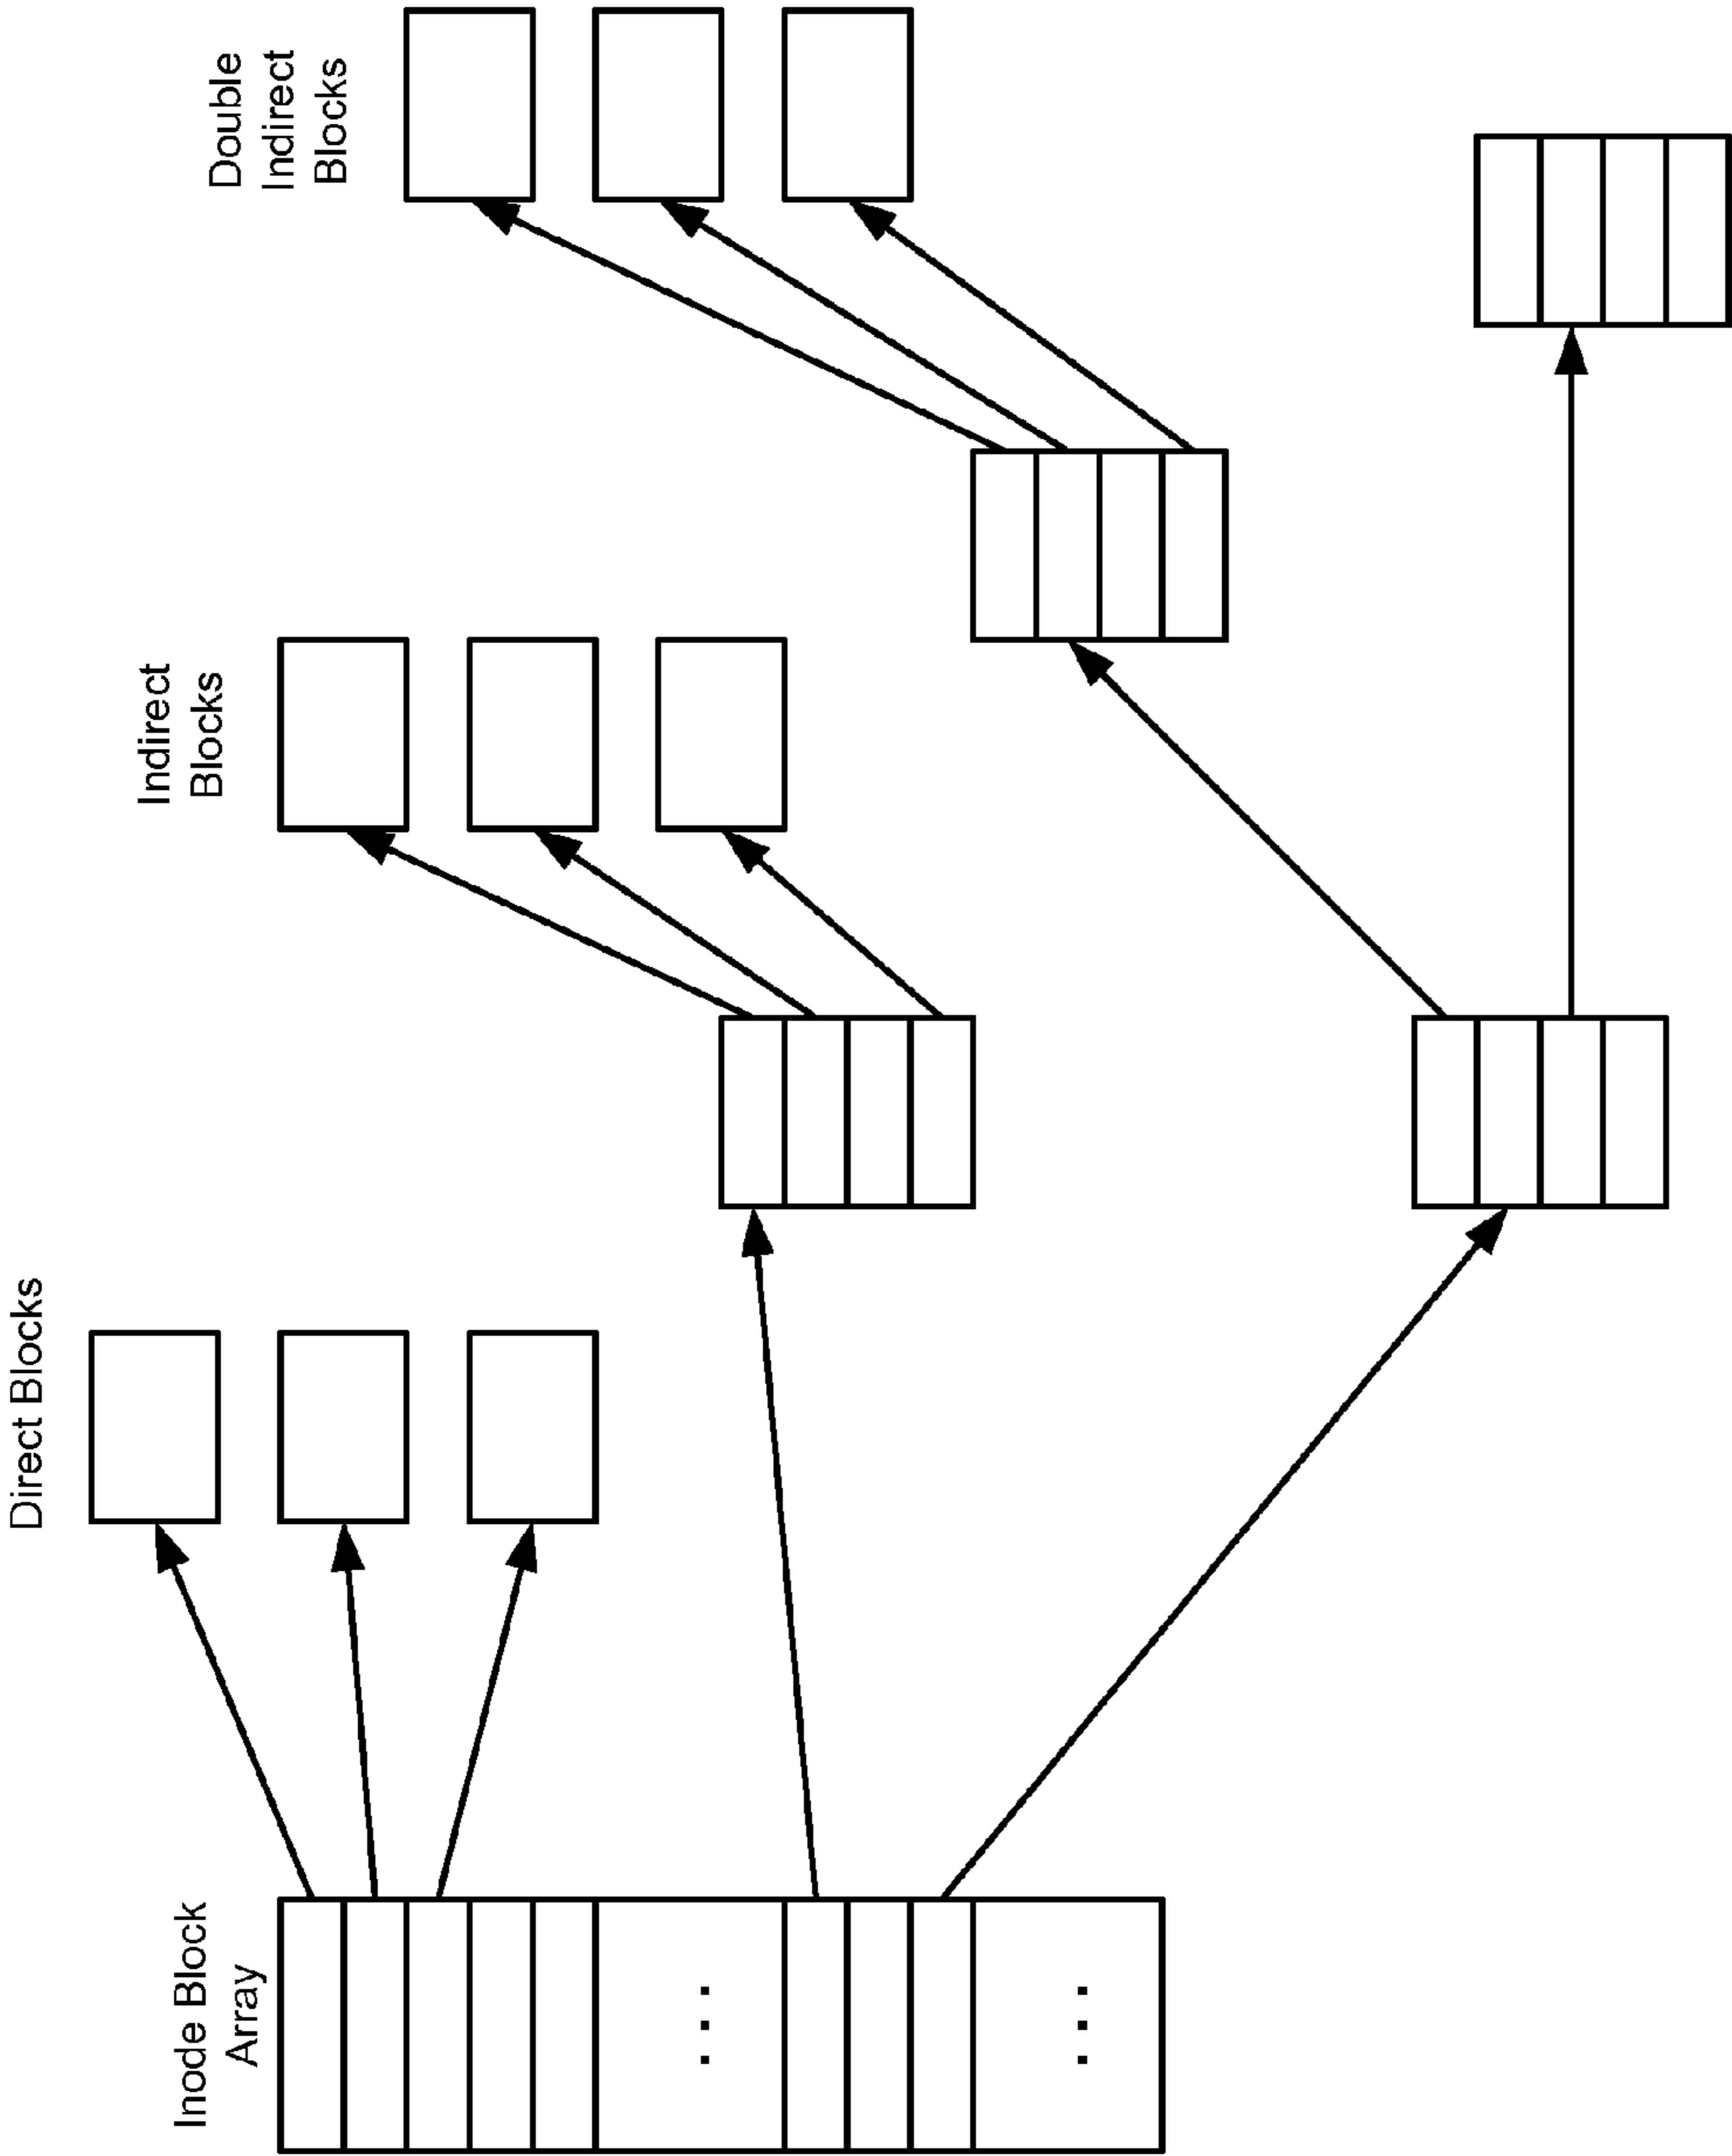 Inode Block
Array
. . .
. . .
Direct Blocks
Indirect
Blocks
Double
Indirect
Blocks